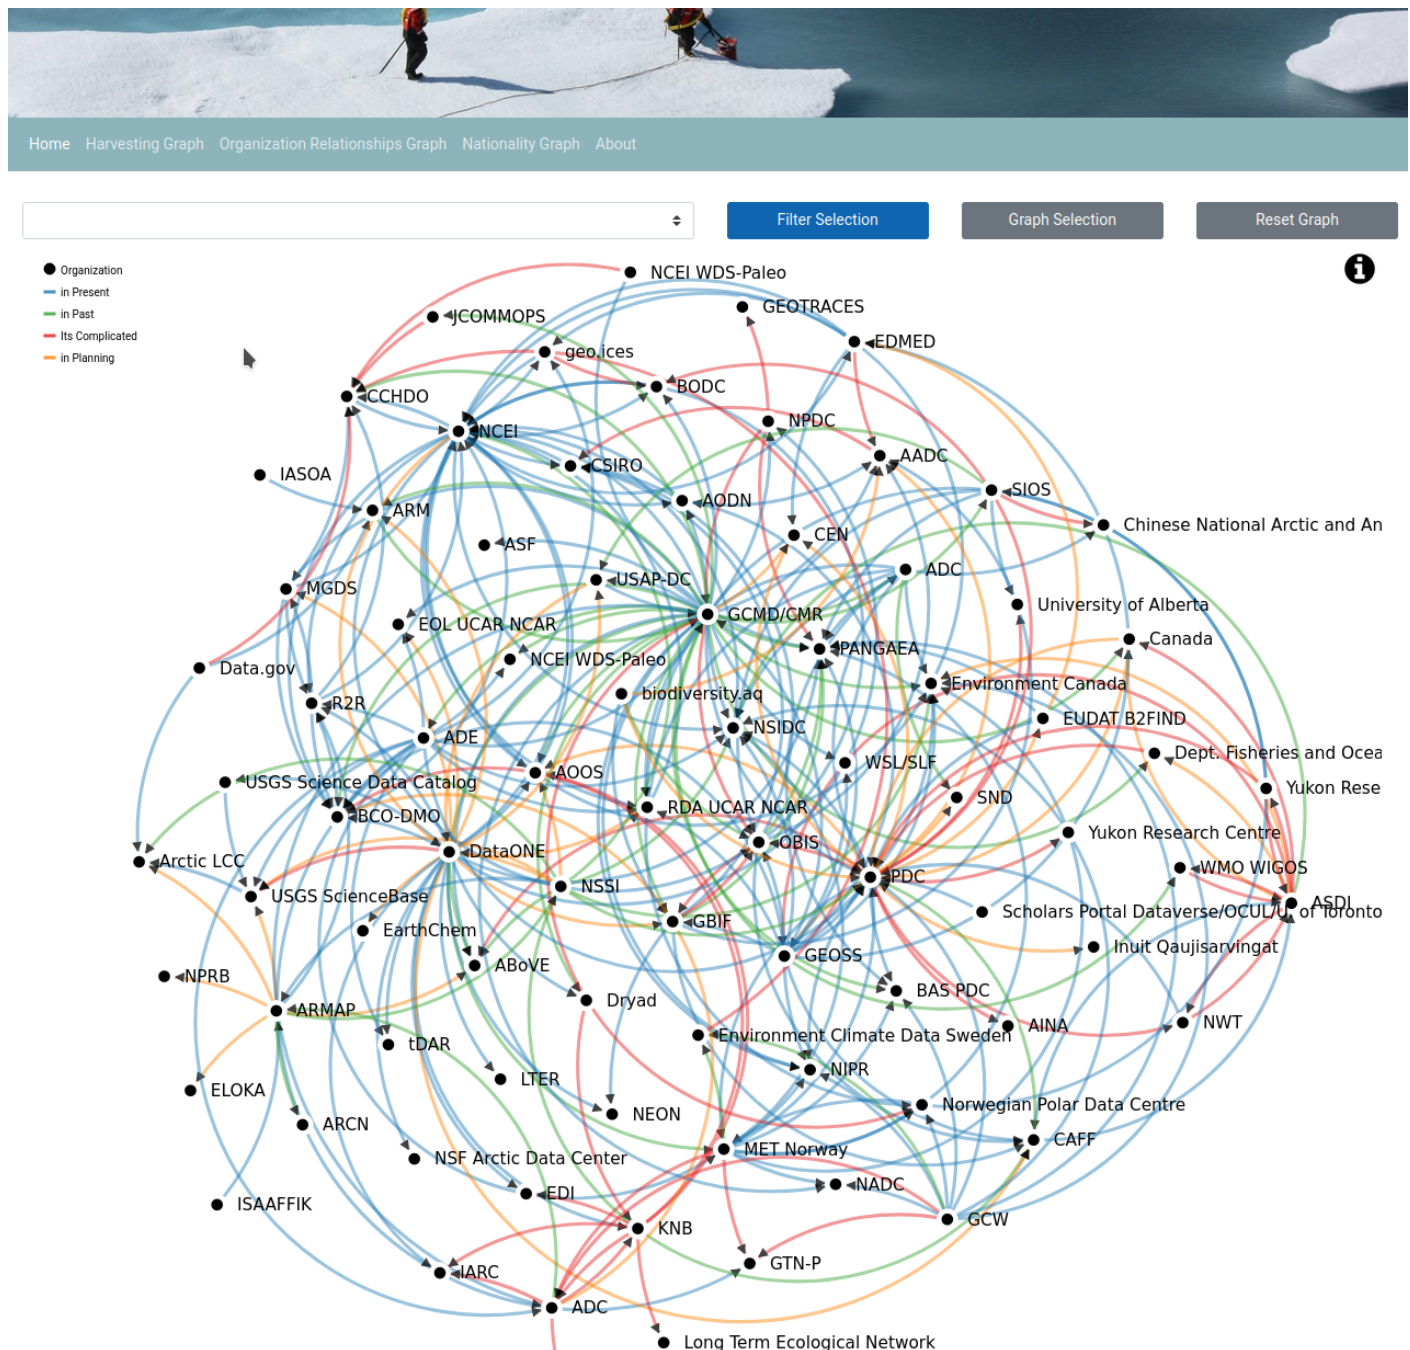 Home Harvesting Graph Organization Relationships Graph Nationality Graph About
Filter Selection Graph Selection Reset Graph
Organization
in Present
in Past
Its Complicated
in Planning
NCEI WDS-Paleo
GEOTRACES
JCOMMOPS
EDMED
geo.ices
BODC
CCHDO
NPDC
NCEI
AADC
CSIRO
IASOA
SIOS
AODN
ARM
Chinese National Arctic and An
CEN
ASF
ADC
USAP-DC
MGDS
University of Alberta
GCMD/CMR
EOL UCAR NCAR
Canada
PANGAEA
NCEI WDS-Paleo
Data.gov
Environment Canada
biodiversity.aq
R2R
EUDAT B2FIND
NSIDC
ADE
Dept. Fisheries and Ocea
WSL/SLF
AOOS
USGS Science Data Catalog
Yukon Rese
SND
RDA UCAR NCAR
BCO-DMO
Yukon Research Centre
OBIS
DataONE
Arctic LCC
WMO WIGOS
PDC
NSSI
USGS ScienceBase
ASDI
Scholars Portal Dataverse/OCUL/U. of Toronto
GBIF
EarthChem
Inuit Qaujisarvingat
GEOSS
ABoVE
NPRB
BAS PDC
Dryad
ARMAP
NWT
AINA
Environment Climate Data Sweden
tDAR
NIPR
LTER
ELOKA
Norwegian Polar Data Centre
NEON
ARCN
CAFF
MET Norway
NSF Arctic Data Center
NADC
EDI
ISAAFFIK
GCW
KNB
GTN-P
IARC
ADC
Long Term Ecological Network